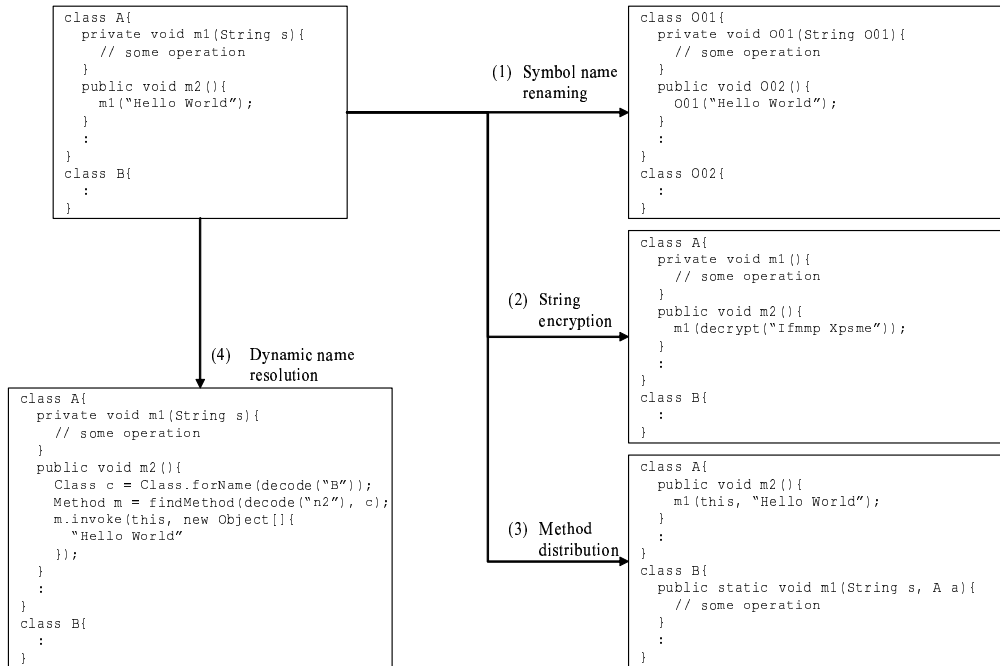 class A{
private void m1(String s){
// some operation
}
public void m2(){
m1(“Hello World”);
}
:
}
class B{
:
}
(1) Symbol name
renaming
class O01{
private void O01(String O01){
// some operation
}
public void O02(){
O01(“Hello World”);
}
:
}
class O02{
:
}
(2) String
encryption
class A{
private void m1(){
// some operation
}
public void m2(){
m1(decrypt(“Ifmmp Xpsme”));
}
:
}
class B{
:
}
(3) Method
distribution
class A{
public void m2(){
m1(this, “Hello World”);
}
:
}
class B{
public static void m1(String s, A a){
// some operation
}
:
}
(4) Dynamic name
resolution
class A{
private void m1(String s){
// some operation
}
public void m2(){
Class c = Class.forName(decode(“B”));
Method m = findMethod(decode(“n2”), c);
m.invoke(this, new Object[]{
“Hello World”
});
}
:
}
class B{
:
}